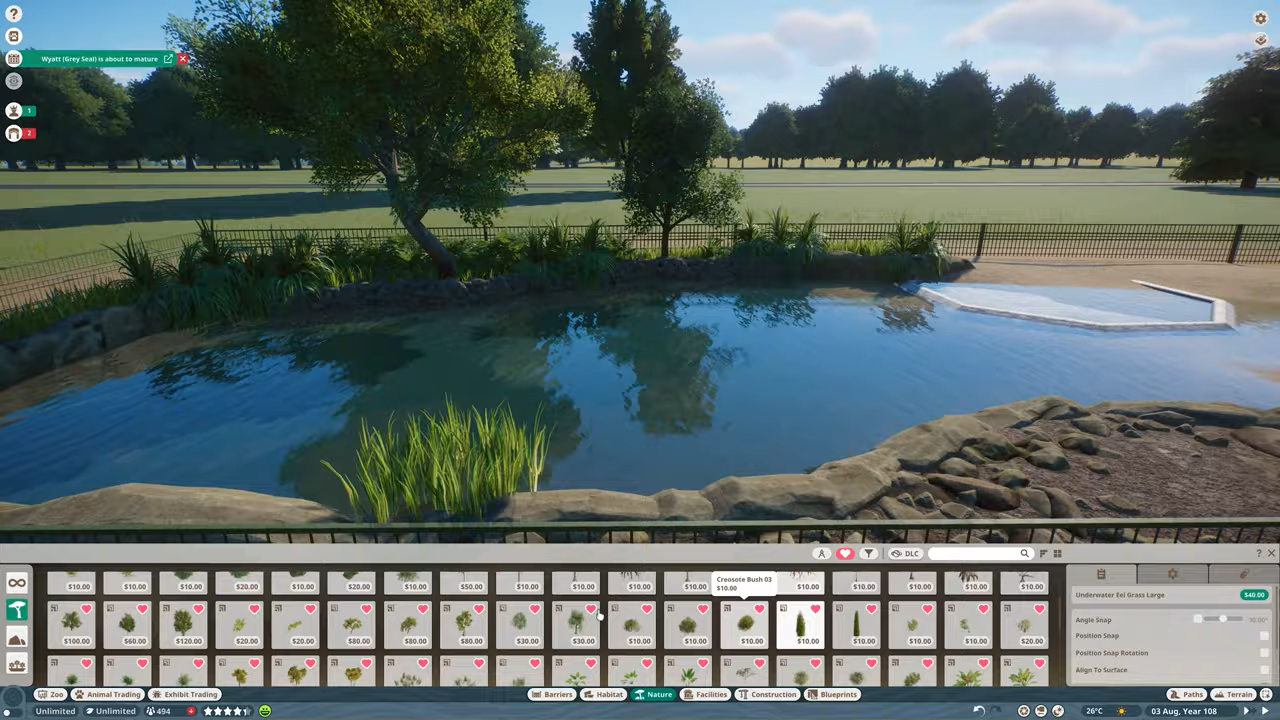 ?
Wyatt (Grey Seal) is about to mature
1
2
DLC
? ×
$10.00 $10.00 $10.00 $20.00 $10.00 $20.00 $10.00 $50.00 $10.00 $10.00 $10.00 $10.00 $10.00 $10.00 $10.00 $10.00 $10.00
Creosote Bush 03
$10.00
$100.00 $60.00 $120.00 $20.00 $20.00 $80.00 $80.00 $80.00 $30.00 $30.00 $10.00 $10.00 $10.00 $10.00 $10.00 $10.00 $10.00 $20.00
Underwater Eel Grass Large $40.00
Angle Snap
Position Snap
Position Snap Rotation
Align To Surface
Zoo Animal Trading Exhibit Trading Barriers Habitat Nature Facilities Construction Blueprints Paths Terrain
Unlimited Unlimited 494 26°C 03 Aug, Year 108